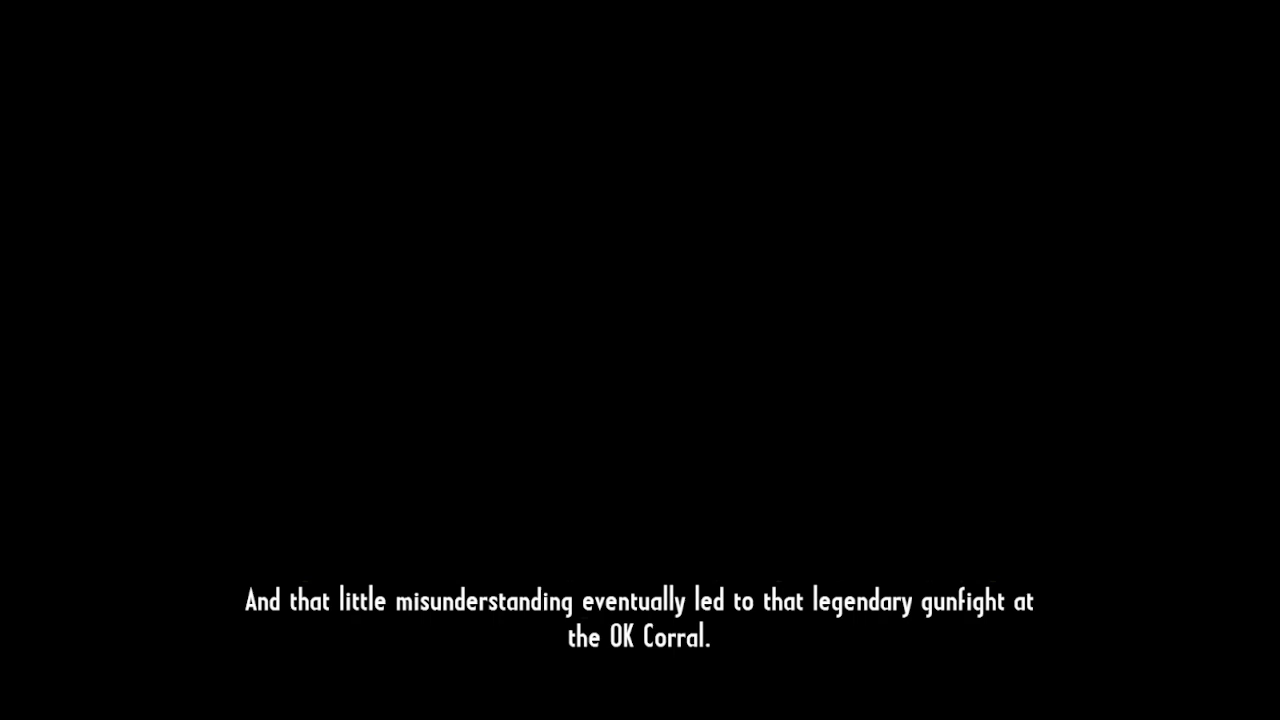 And that little misunderstanding eventually led to that legendary gunfight at
the OK Corral.